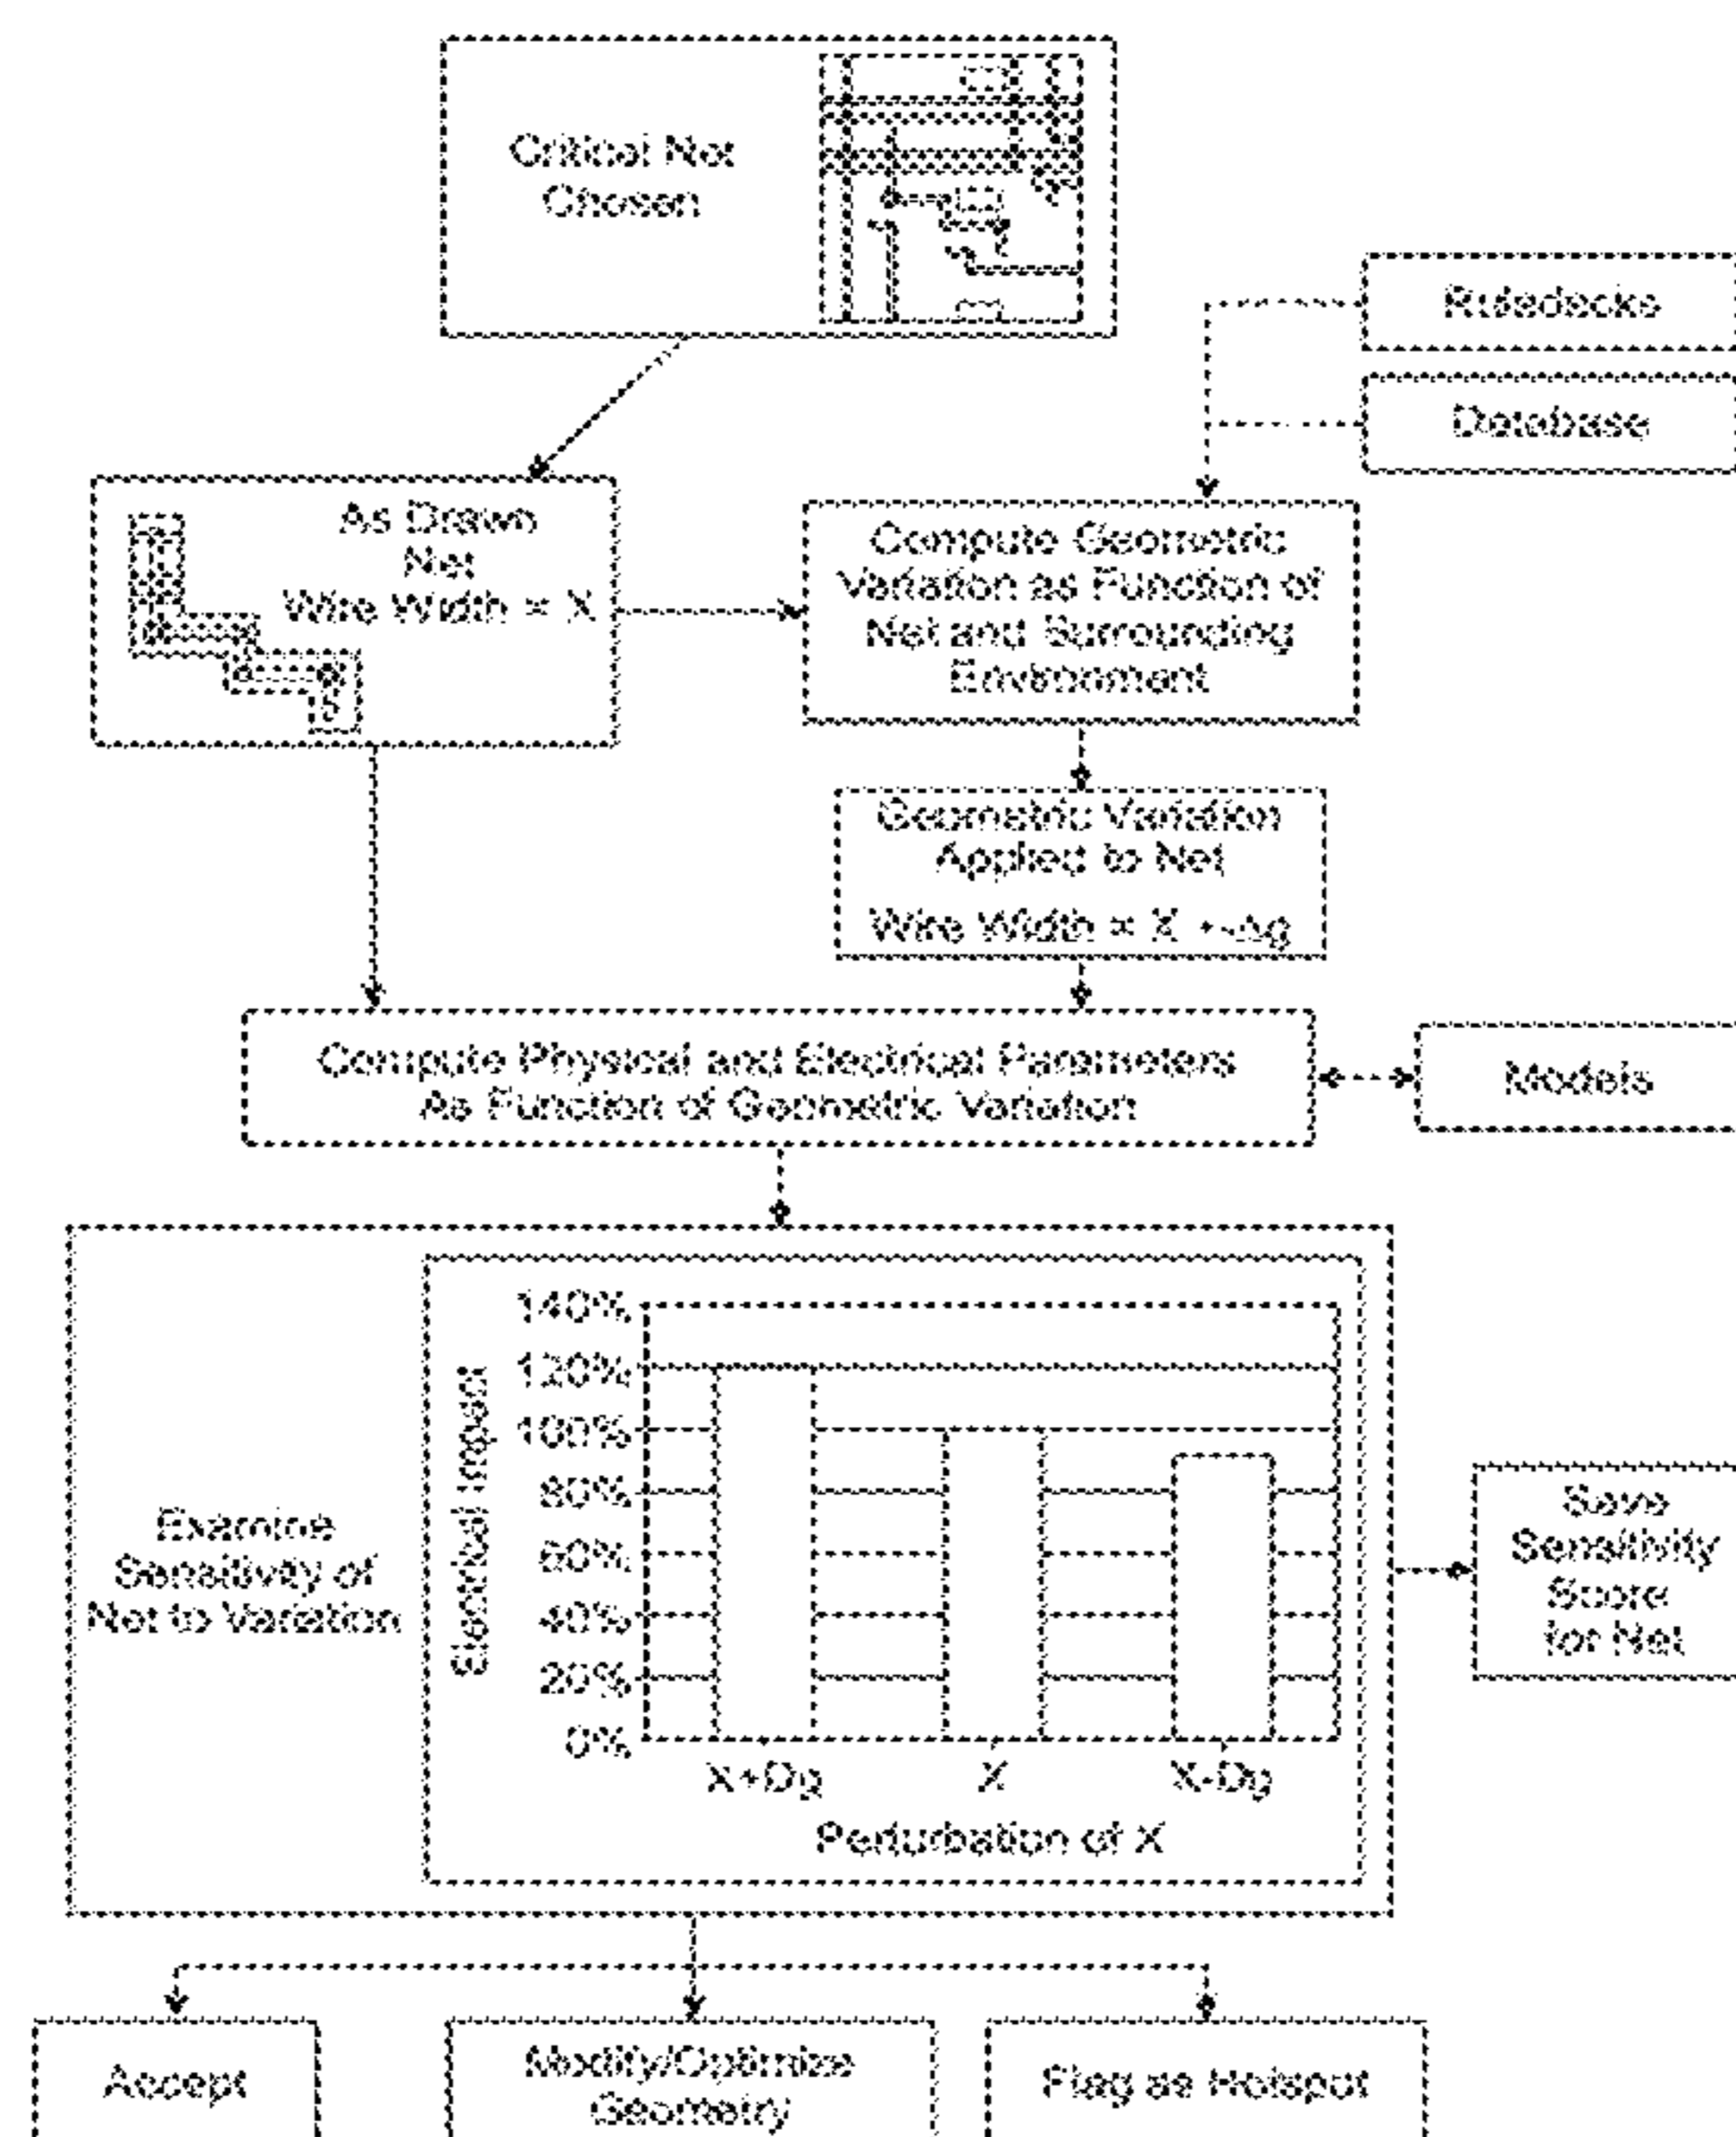 Critical Net
Chosen
Ruledecks
Database
As Drawn
Net
Wire Width = X
Compute Geometric
Variation as Function of
Net and Surrounding
Environment
Geometric Variation
Applied to Net
Wire Width = X +-Δg
Compute Physical and Electrical Parameters
As Function of Geometric Variation
Models
Examine
Sensitivity of
Net to Variation
Electrical Impact
140%
120%
100%
80%
60%
40%
20%
0%
X+Dg
X
X-Dg
Perturbation of X
Save
Sensitivity
Score
for Net
Accept
Modify/Optimize
Geometry
Flag as Hotspot